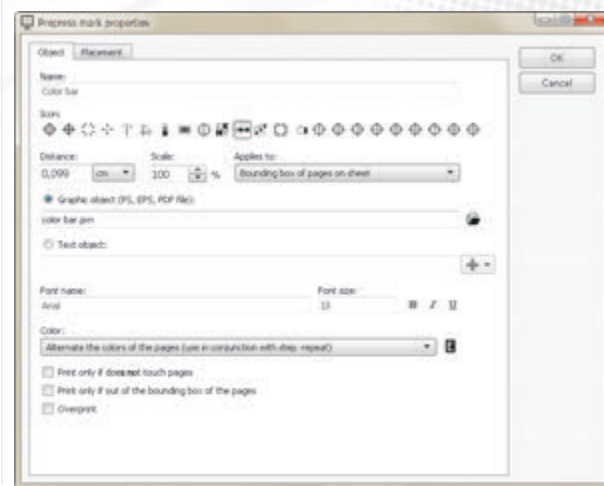 Prepress mark properties
Object Placement
OK
Cancel
Name:
Color bar
Icon:
Distance: Scale: Applies to:
0,099 cm 100 % Bounding box of pages on sheet
Graphic object (PS, EPS, PDF file):
color bar.prn
Text object:
Font name: Font size:
Arial
B I U
Color:
Alternate the colors of the pages (use in conjunction with step-repeat)
Print only if does not touch pages
Print only if out of the bounding box of the pages
Overprint